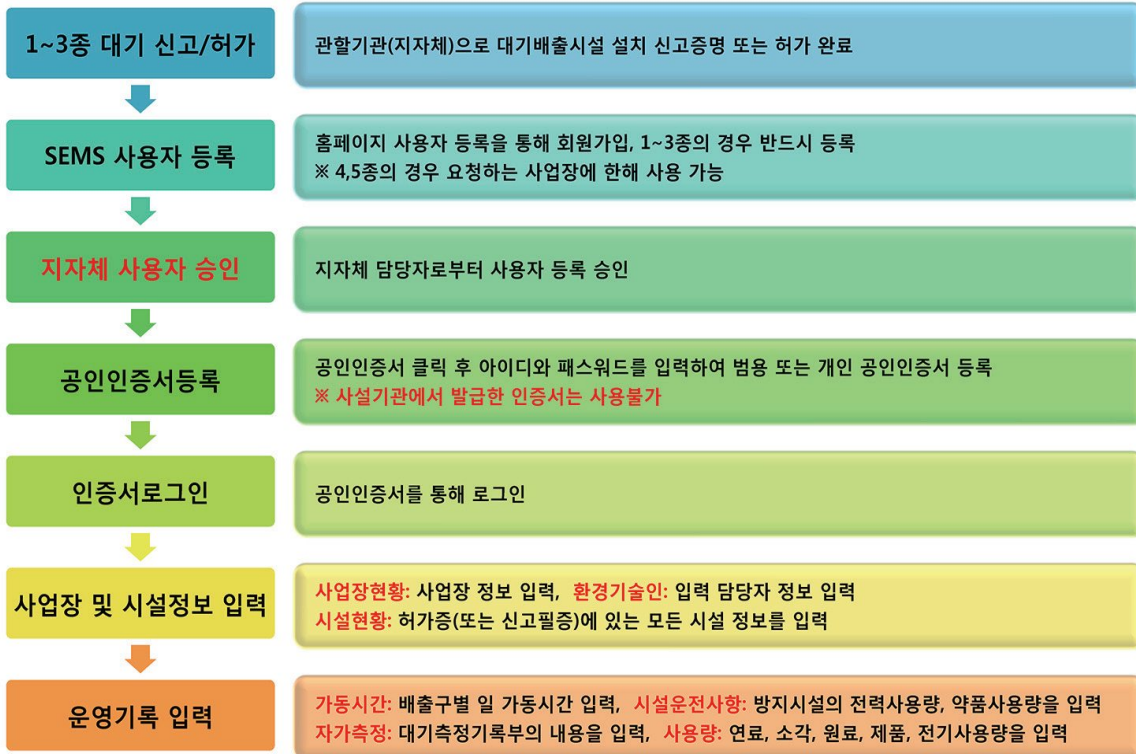 1~3종 대기 신고/허가
관할기관(지자체)으로 대기배출시설 설치 신고증명 또는 허가 완료
SEMS 사용자 등록
홈페이지 사용자 등록을 통해 회원가입, 1~3종의 경우 반드시 등록
※ 4,5종의 경우 요청하는 사업장에 한해 사용 가능
지자체 사용자 승인
지자체 담당자로부터 사용자 등록 승인
공인인증서등록
공인인증서 클릭 후 아이디와 패스워드를 입력하여 범용 또는 개인 공인인증서 등록
※ 사설기관에서 발급한 인증서는 사용불가
인증서로그인
공인인증서를 통해 로그인
사업장 및 시설정보 입력
사업장현황: 사업장 정보 입력, 환경기술인: 입력 담당자 정보 입력
시설현황: 허가증(또는 신고필증)에 있는 모든 시설 정보를 입력
운영기록 입력
가동시간: 배출구별 일 가동시간 입력, 시설운전사항: 방지시설의 전력사용량, 약품사용량을 입력
자가측정: 대기측정기록부의 내용을 입력, 사용량: 연료, 소각, 원료, 제품, 전기사용량을 입력